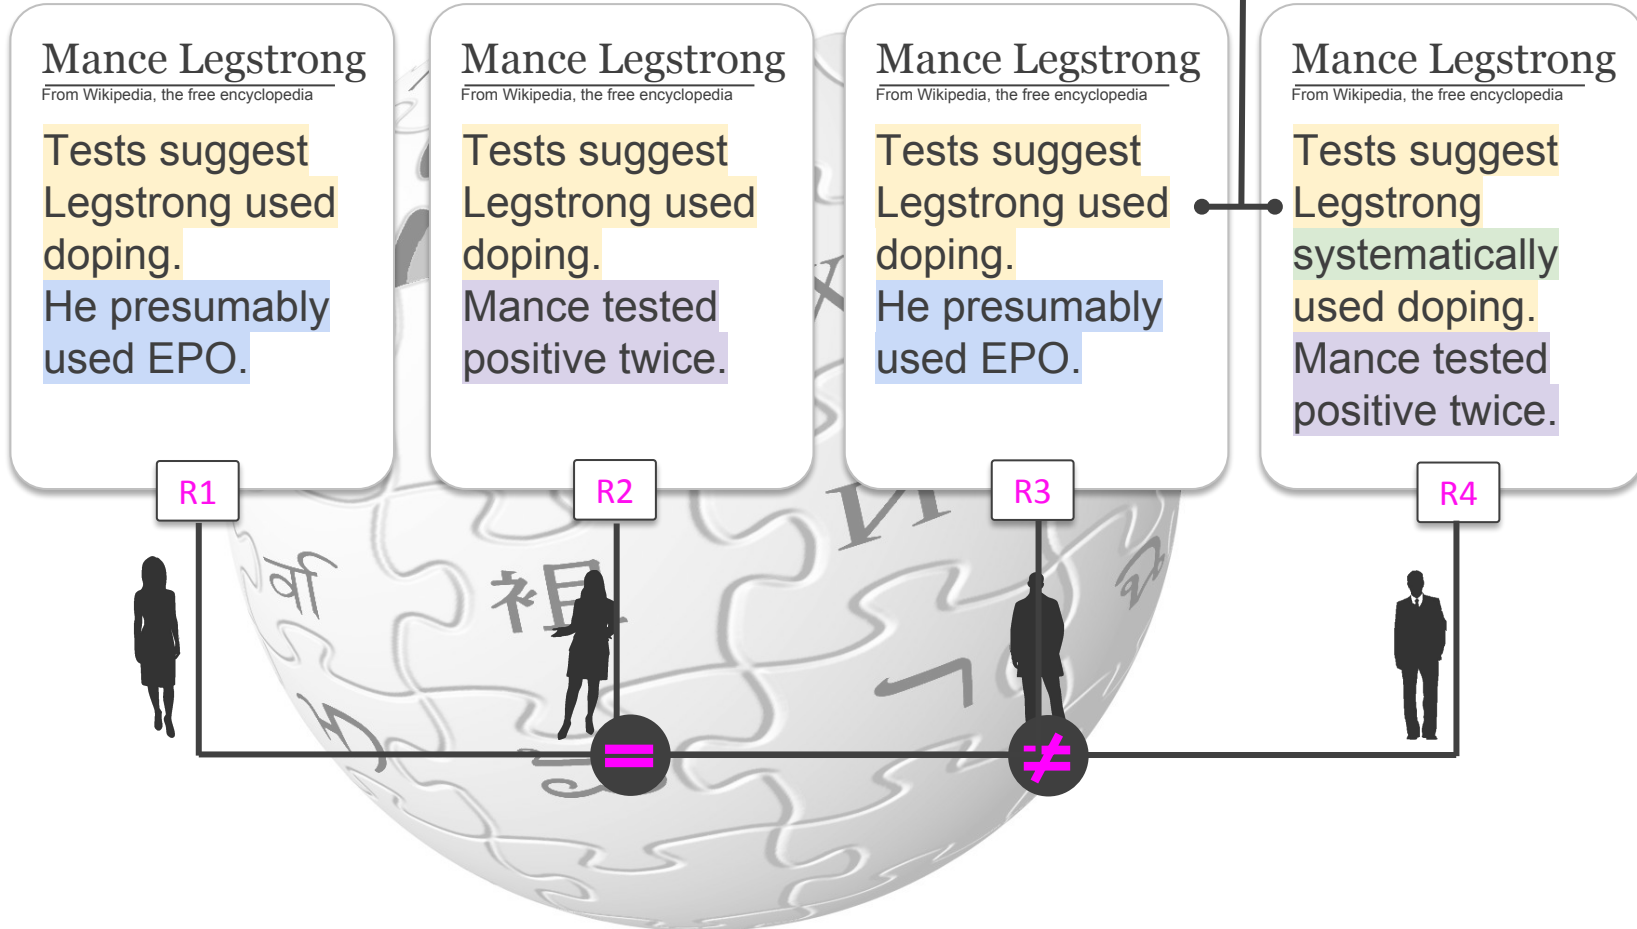 Mance Legstrong
From Wikipedia, the free encyclopedia
Tests suggest
Legstrong used
doping.
He presumably
used EPO.
R1
Mance Legstrong
From Wikipedia, the free encyclopedia
Tests suggest
Legstrong used
doping.
Mance tested
positive twice.
R2
Mance Legstrong
From Wikipedia, the free encyclopedia
Tests suggest
Legstrong used
doping.
He presumably
used EPO.
R3
Mance Legstrong
From Wikipedia, the free encyclopedia
Tests suggest
Legstrong
systematically
used doping.
Mance tested
positive twice.
R4
र्वा
祖
И
=
≠